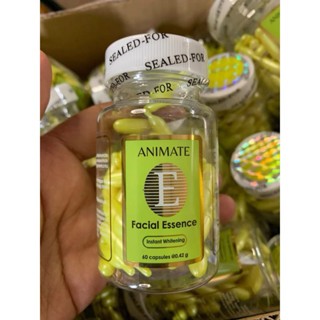 SEALED-FOR
SEALED-FOR
ANIMATE
E
Facial Essence
Instant Whitening
60 capsules